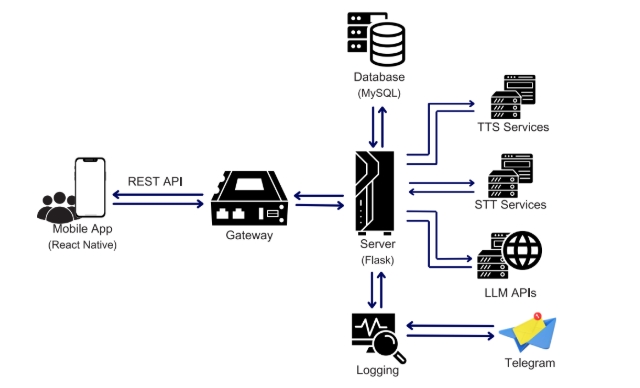 Database
(MySQL)
TTS Services
REST API
STT Services
Mobile App
(React Native)
Gateway
Server
(Flask)
LLM APIs
Logging
Telegram